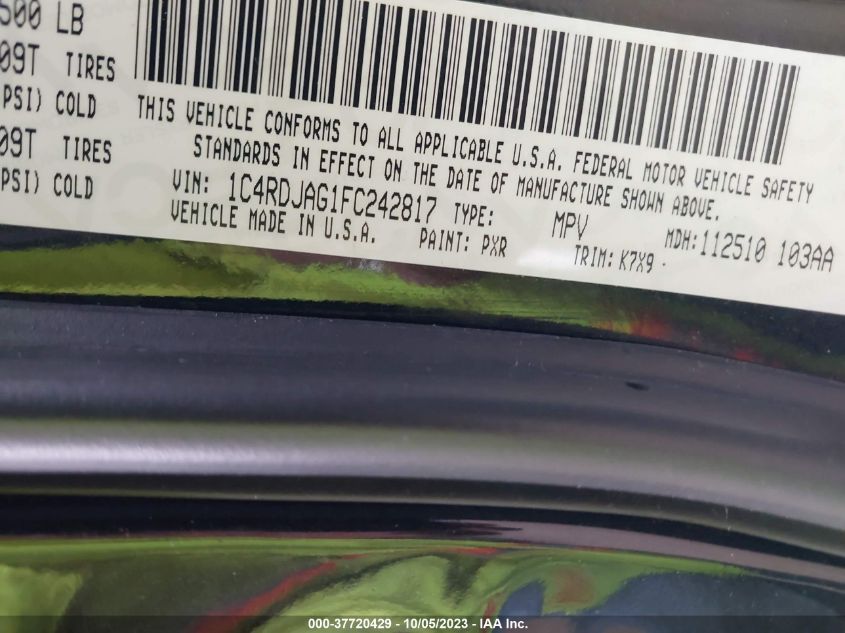 500 LB
09T TIRES
PSI) COLD
09T TIRES
PSI) COLD
THIS VEHICLE CONFORMS TO ALL APPLICABLE U.S.A. FEDERAL MOTOR VEHICLE SAFETY
STANDARDS IN EFFECT ON THE DATE OF MANUFACTURE SHOWN ABOVE.
VIN: 1C4RDJAG1FC242817 TYPE: MPV MDH: 112510 103AA
VEHICLE MADE IN U.S.A. PAINT: PXR TRIM: K7X9
000-37720429 - 10/05/2023 - IAA Inc.